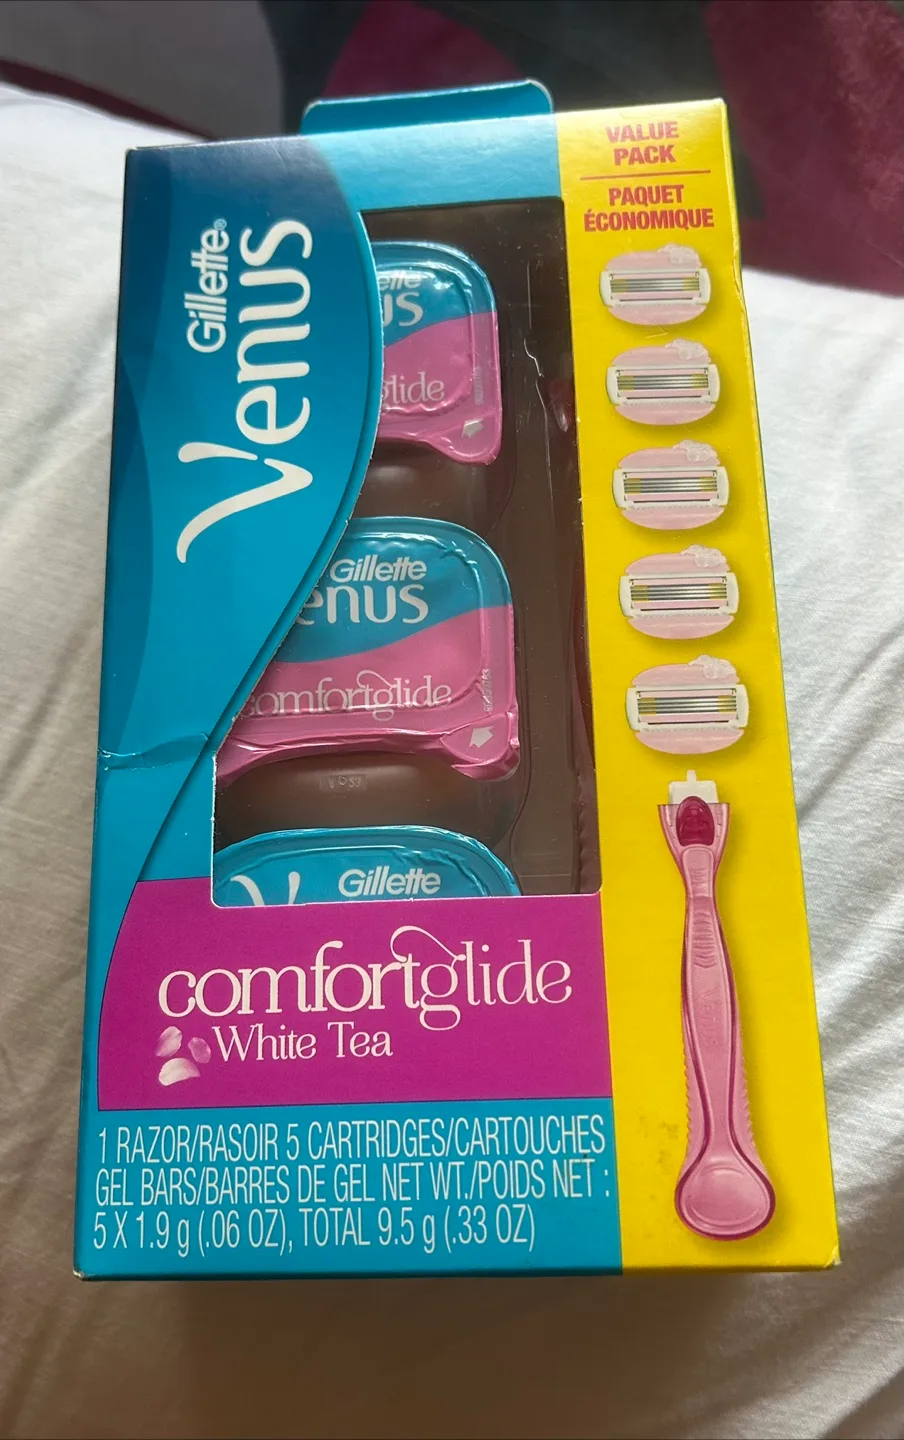 VALUE
PACK
PAQUET
ÉCONOMIQUE
Gillette®
Venus
Gillette
enus
comfortglide
Gillette
comfortglide
White Tea
1 RAZOR/RASOIR 5 CARTRIDGES/CARTOUCHES
GEL BARS/BARRES DE GEL NET WT./POIDS NET :
5 X 1.9 g (.06 OZ), TOTAL 9.5 g (.33 OZ)